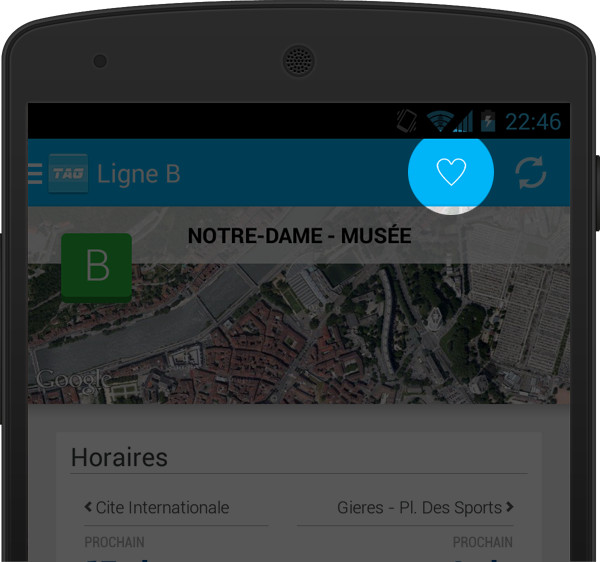 22:46
TAG Ligne B
NOTRE-DAME - MUSÉE
B
Google
Horaires
Cite Internationale
Gieres - Pl. Des Sports
PROCHAIN
PROCHAIN